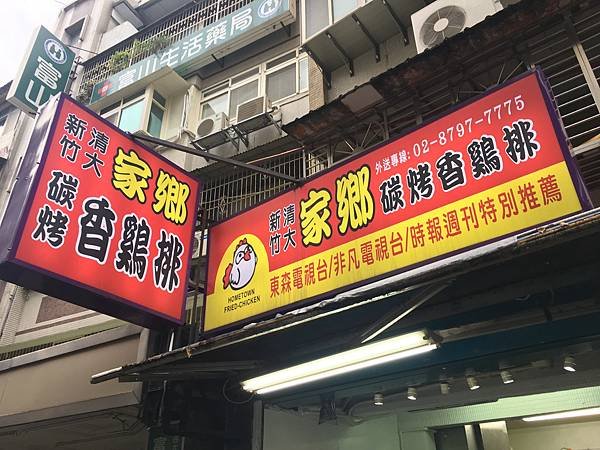 富山生活藥局
富山
新竹
清大
家鄉
碳烤
香鷄排
新竹
清大
家鄉
外送專線:02-8797-7775
碳烤香鷄排
HOMETOWN
FRIED-CHICKEN
東森電視台/非凡電視台/時報週刊特別推薦